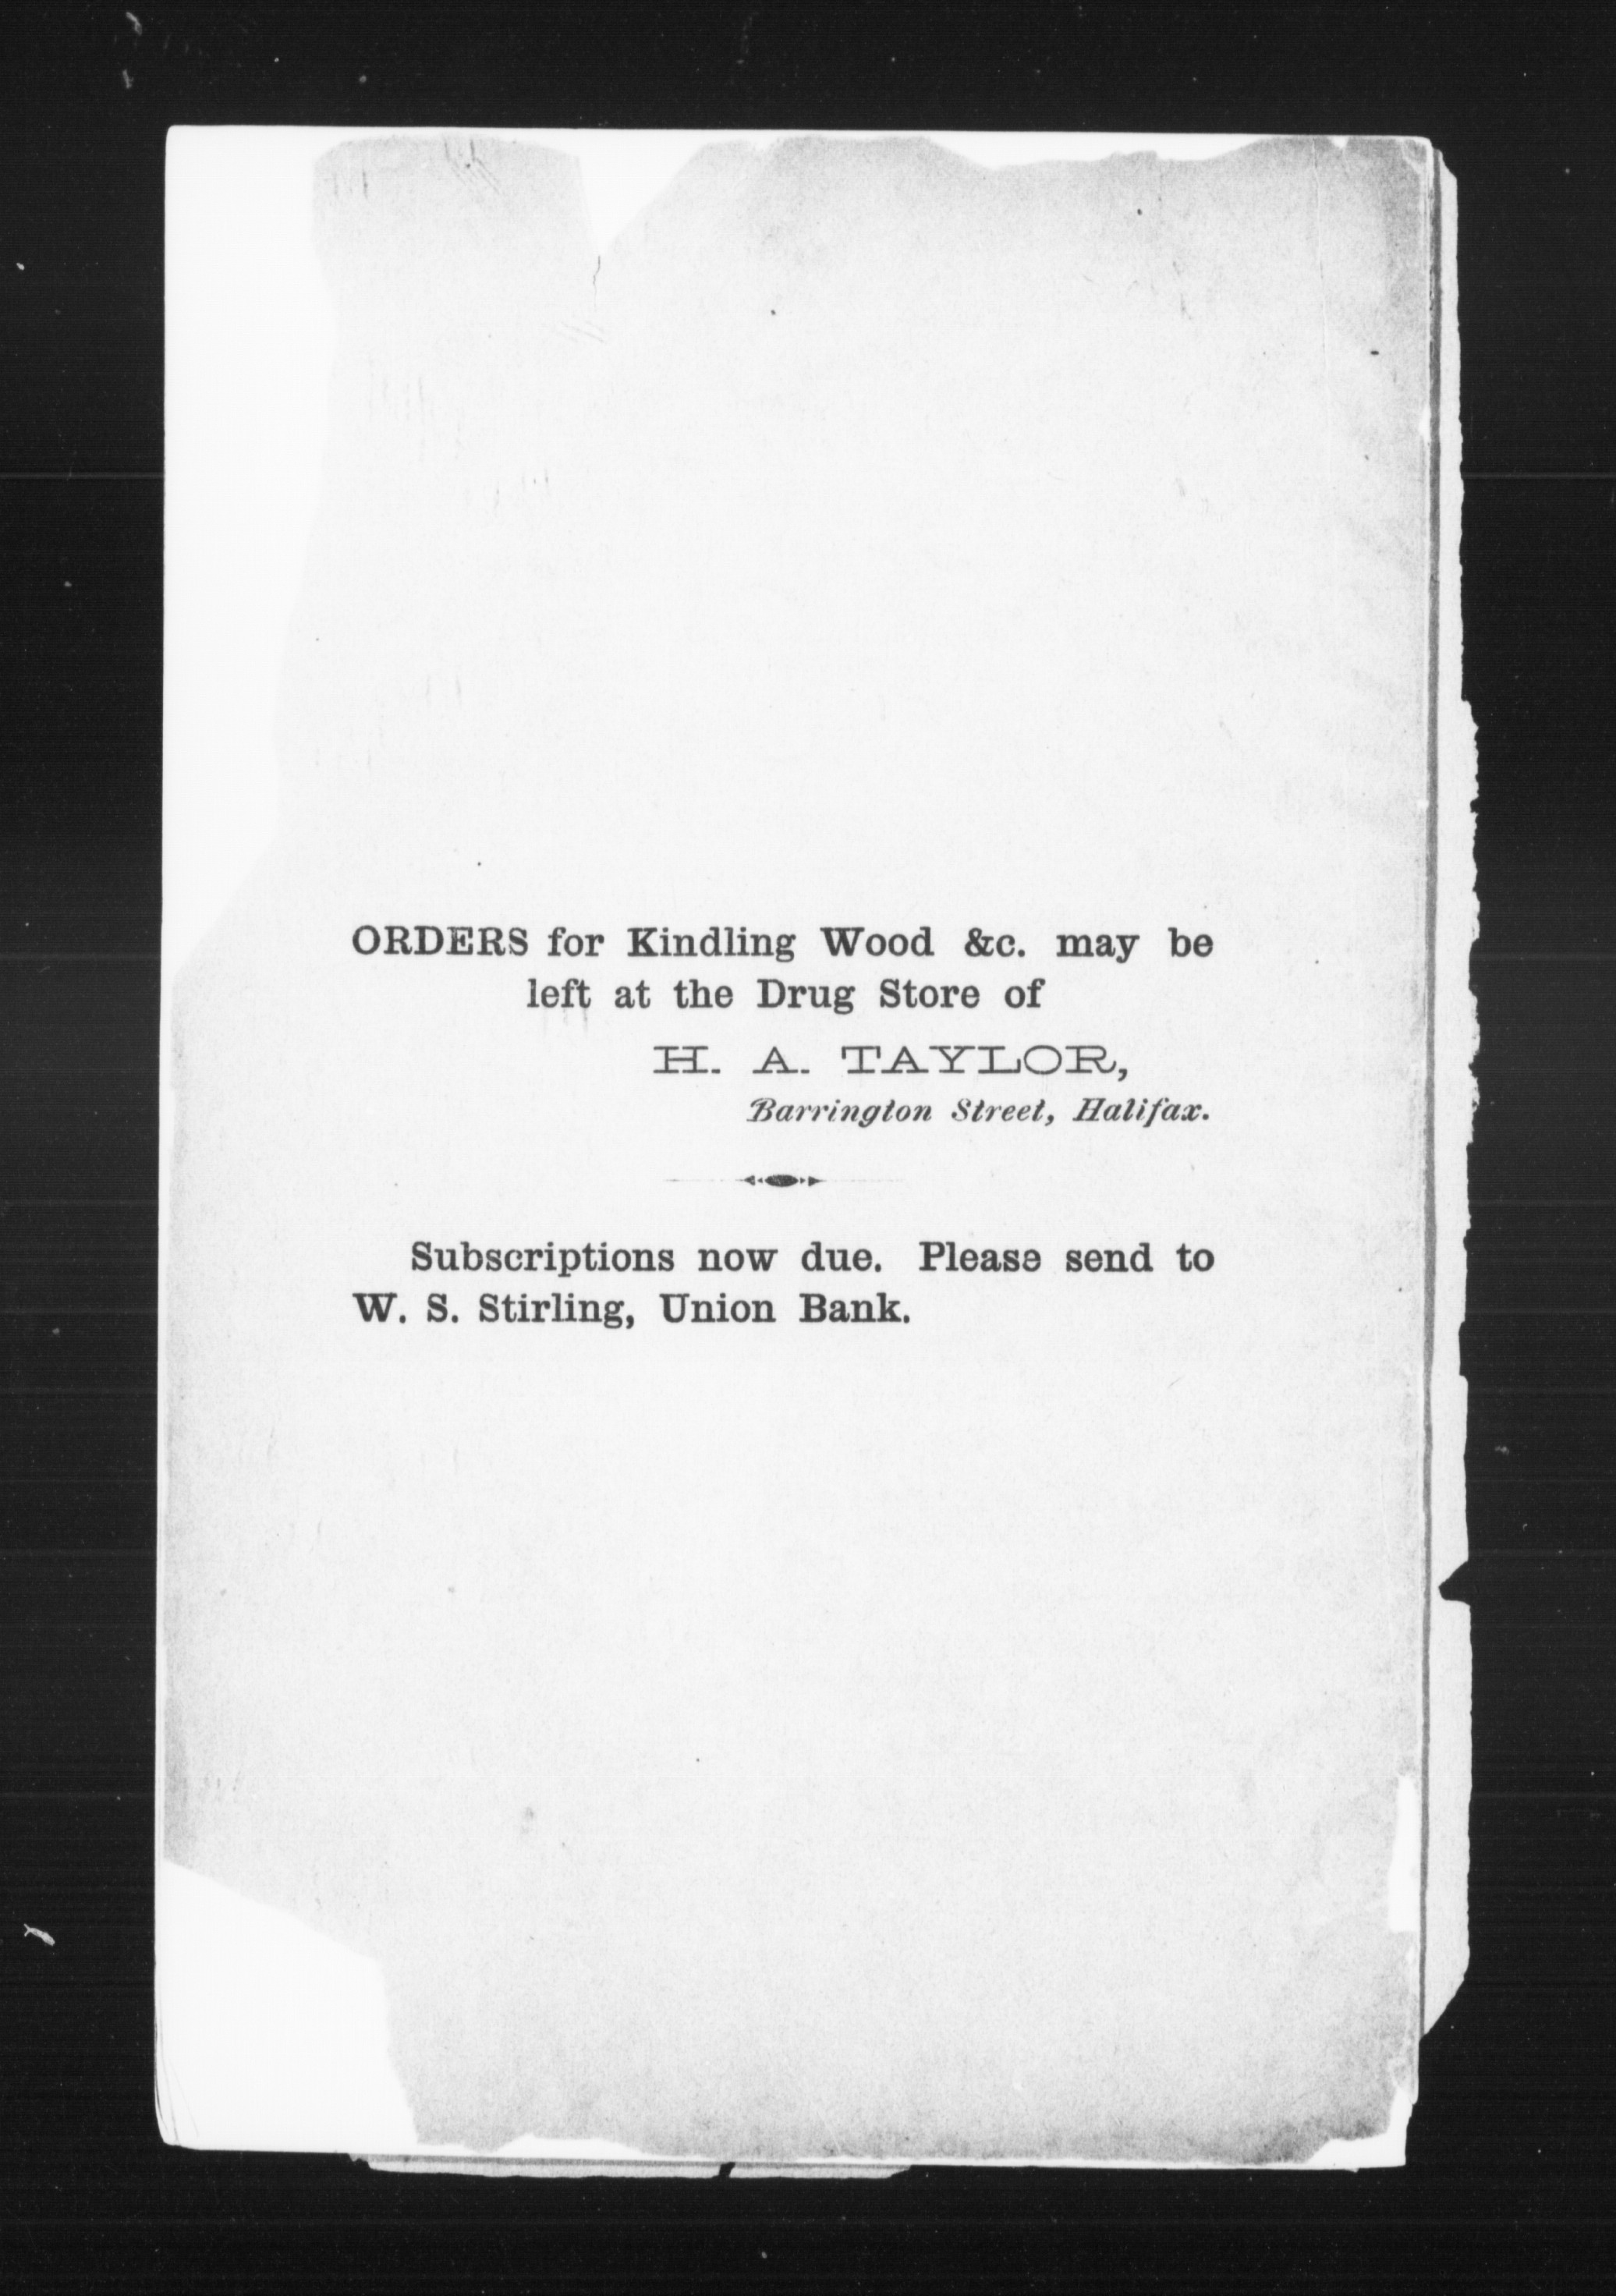 ORDERS for Kindling Wood &c. may be
left at the Drug Store of
H. A. TAYLOR,
Barrington Street, Halifax.
Subscriptions now due. Please send to
W. S. Stirling, Union Bank.